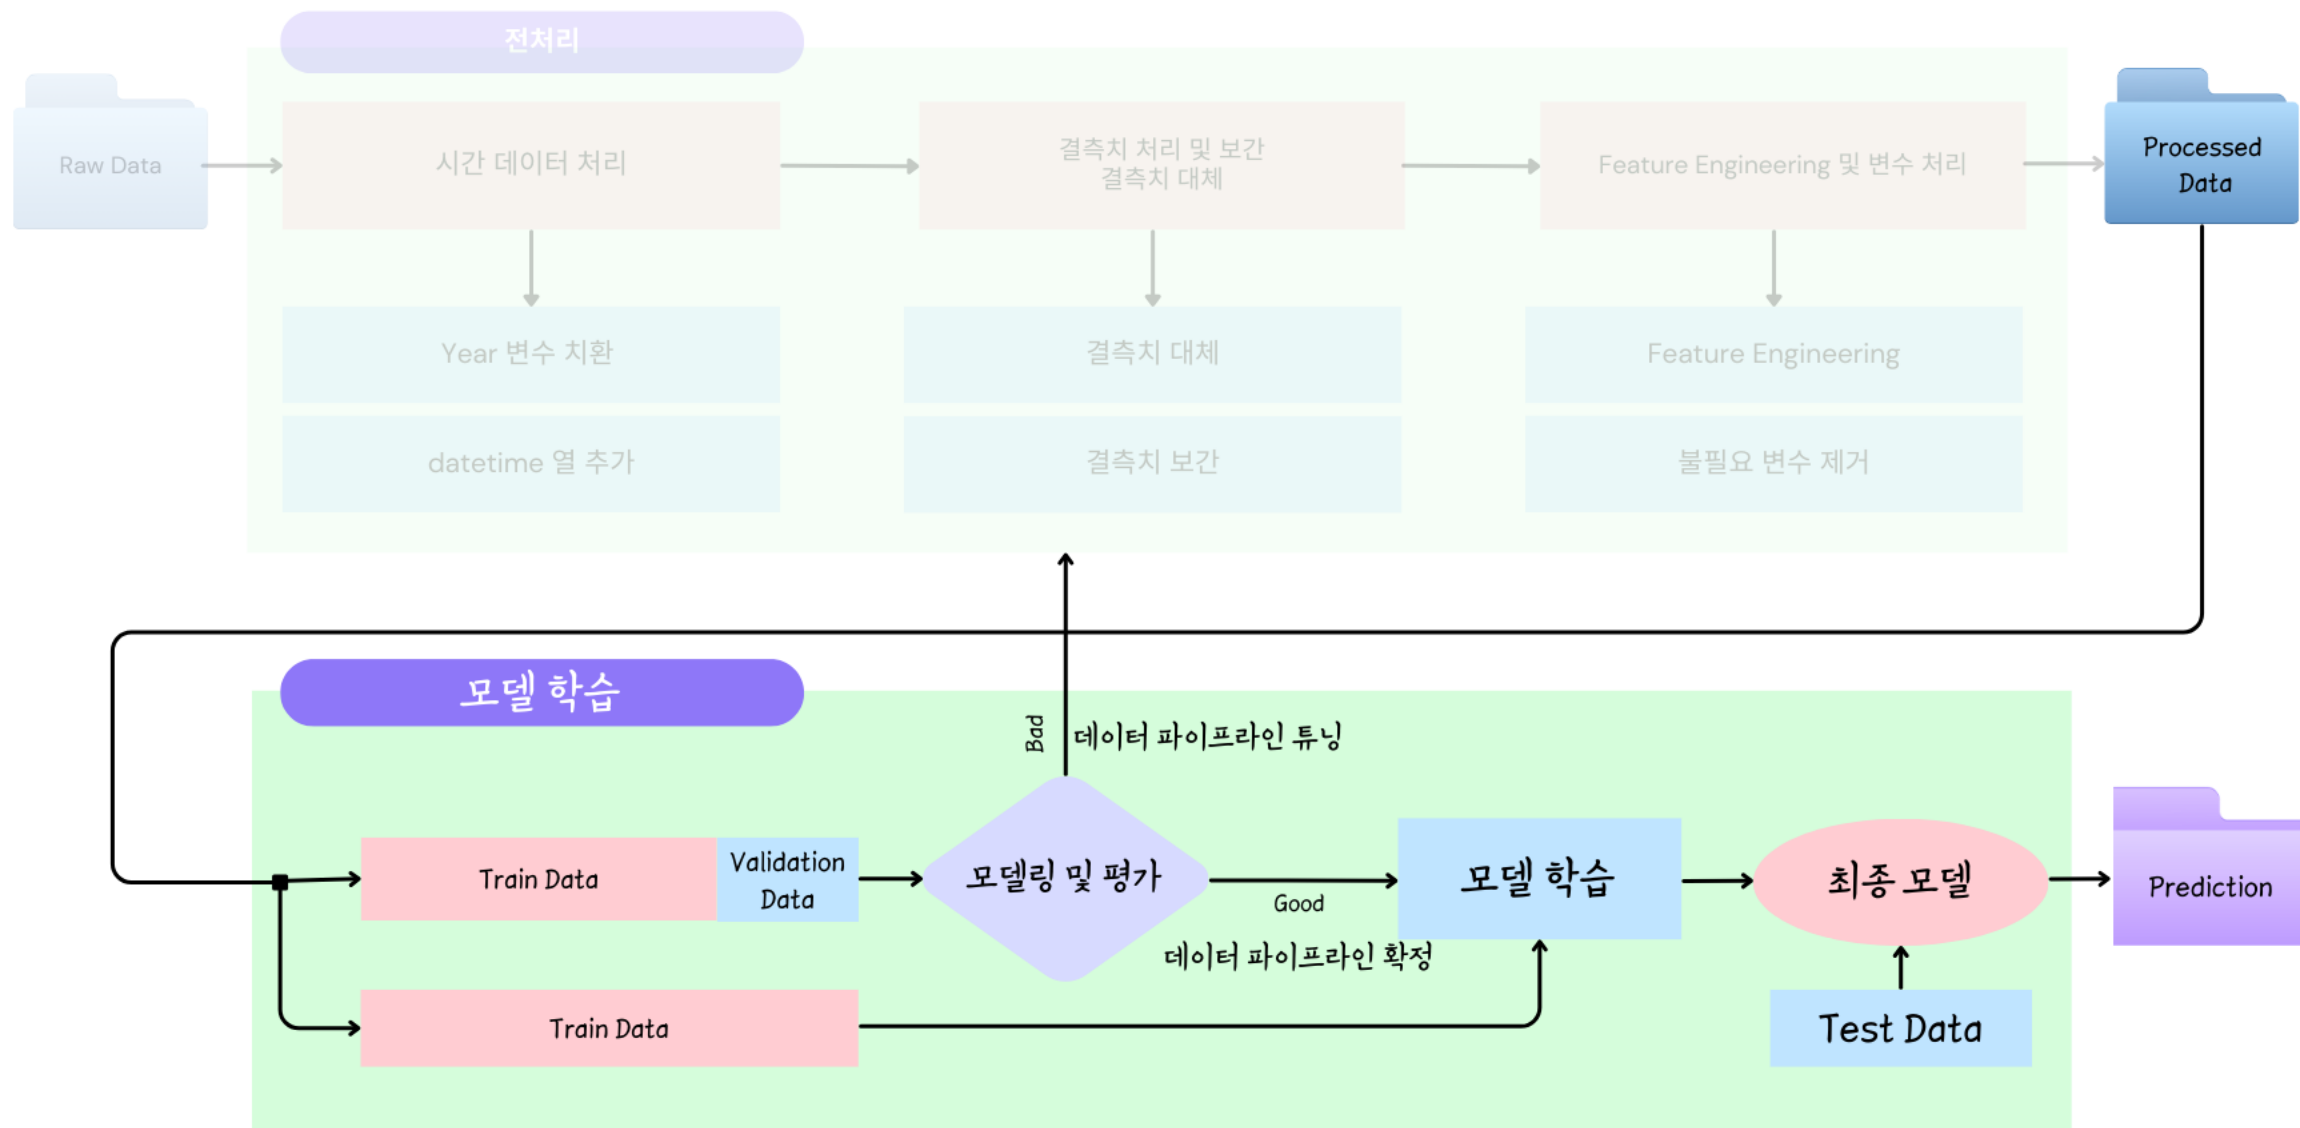 전처리
Raw Data
시간 데이터 처리
결측치 처리 및 보간
결측치 대체
Feature Engineering 및 변수 처리
Processed
Data
Year 변수 치환
결측치 대체
Feature Engineering
datetime 열 추가
결측치 보간
불필요 변수 제거
모델 학습
Bad
데이터 파이프라인 튜닝
Train Data
Validation
Data
모델링 및 평가
Good
데이터 파이프라인 확정
모델 학습
최종 모델
Prediction
Train Data
Test Data